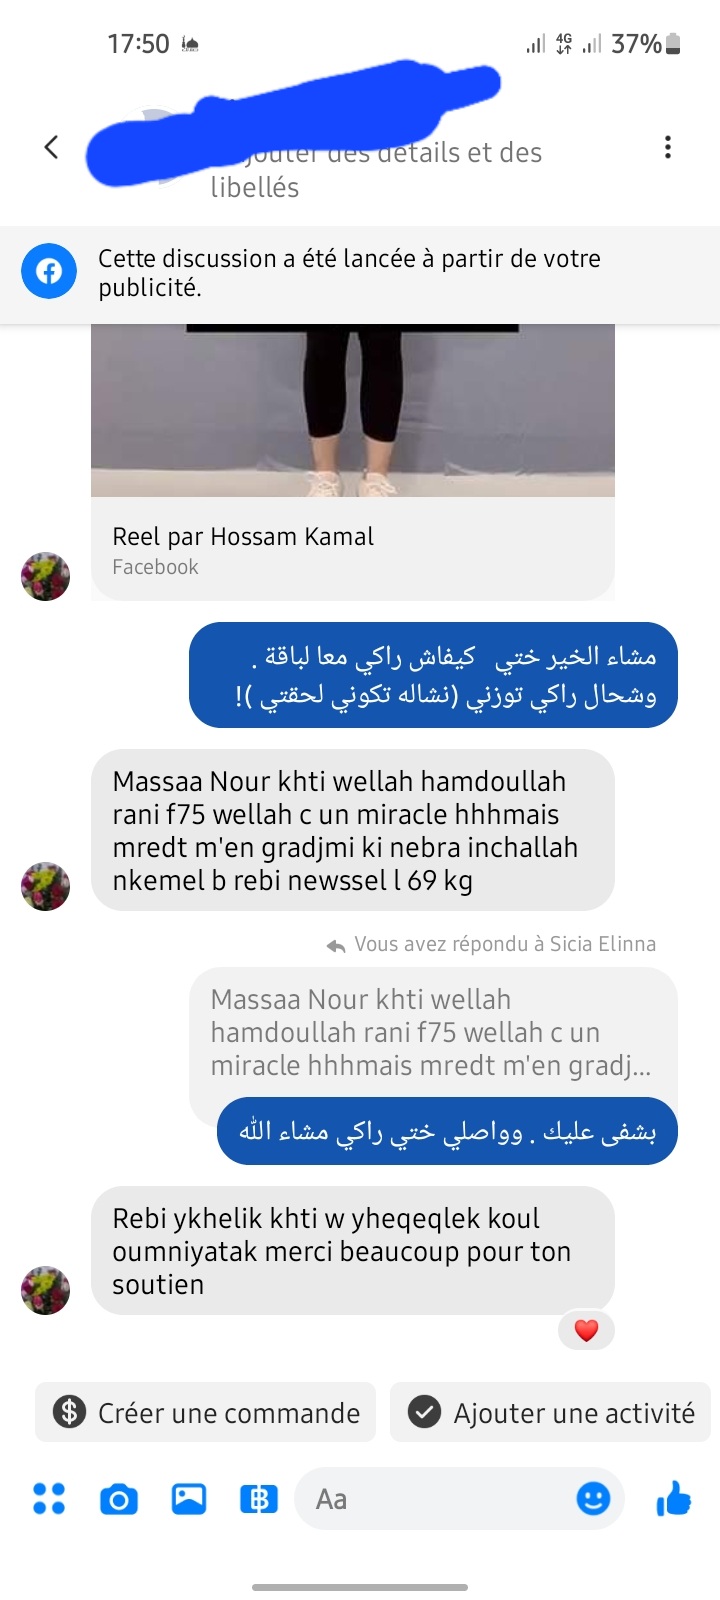 17:50
4G
37%
jouter des détails et des
libellés
Cette discussion a été lancée à partir de votre
publicité.
Reel par Hossam Kamal
Facebook
مشاء الخير ختي كيفاش راكي معا لباقة .
وشحال راكي توزني (نشاله تكوني لحقتي )!
Massaa Nour khti wellah hamdoullah
rani f75 wellah c un miracle hhhmais
mredt m'en gradjmi ki nebra inchallah
nkemel b rebi newssel l 69 kg
Vous avez répondu à Sicia Elinna
Massaa Nour khti wellah
hamdoullah rani f75 wellah c un
miracle hhhmais mredt m'en gradj...
بشفى عليك . وواصلي ختي راكي مشاء الله
Rebi ykhelik khti w yheqeqlek koul
oumniyatak merci beaucoup pour ton
soutien
Créer une commande
Ajouter une activité
Aa